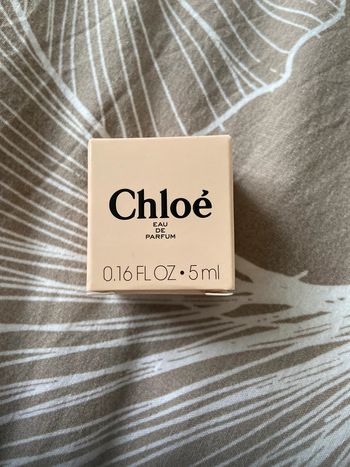 Chloé
EAU
DE
PARFUM
0.16 FL OZ • 5 ml